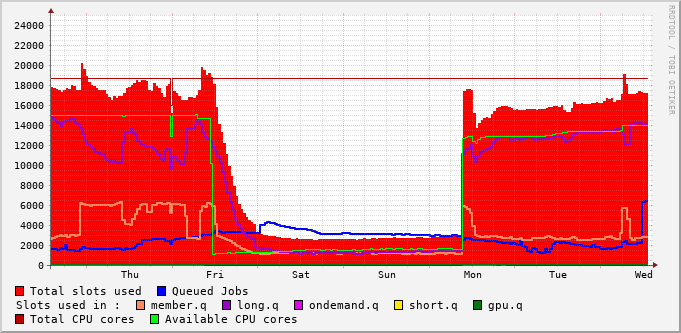 RRDTOOL / TOBI OETIKER
24000
22000
20000
18000
16000
14000
12000
10000
8000
6000
4000
2000
0
Thu Fri Sat Sun Mon Tue Wed
Total slots used Queued Jobs
Slots used in : member.q long.q ondemand.q short.q gpu.q
Total CPU cores Available CPU cores